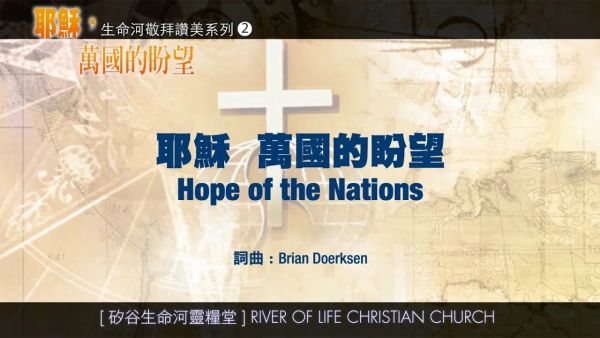 耶穌，生命河敬拜讚美系列❷
萬國的盼望
耶穌 萬國的盼望
Hope of the Nations
詞曲：Brian Doerksen
[ 矽谷生命河靈糧堂 ] RIVER OF LIFE CHRISTIAN CHURCH